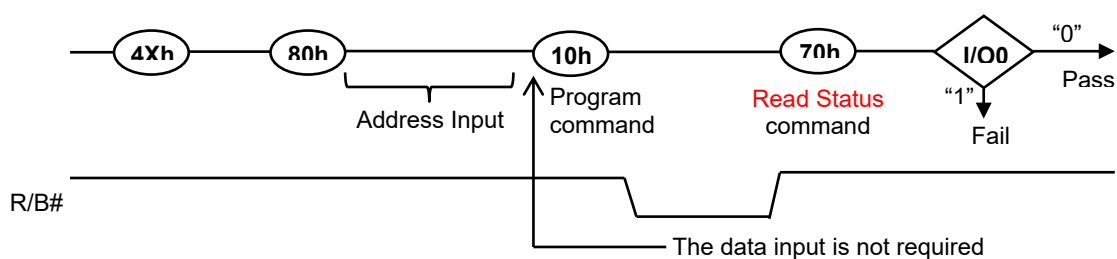 4Xh 80h 10h 70h I/O0 “0”
Pass
“1”
Address Input
Program
command
Read Status
command
Fail
R/B#
The data input is not required